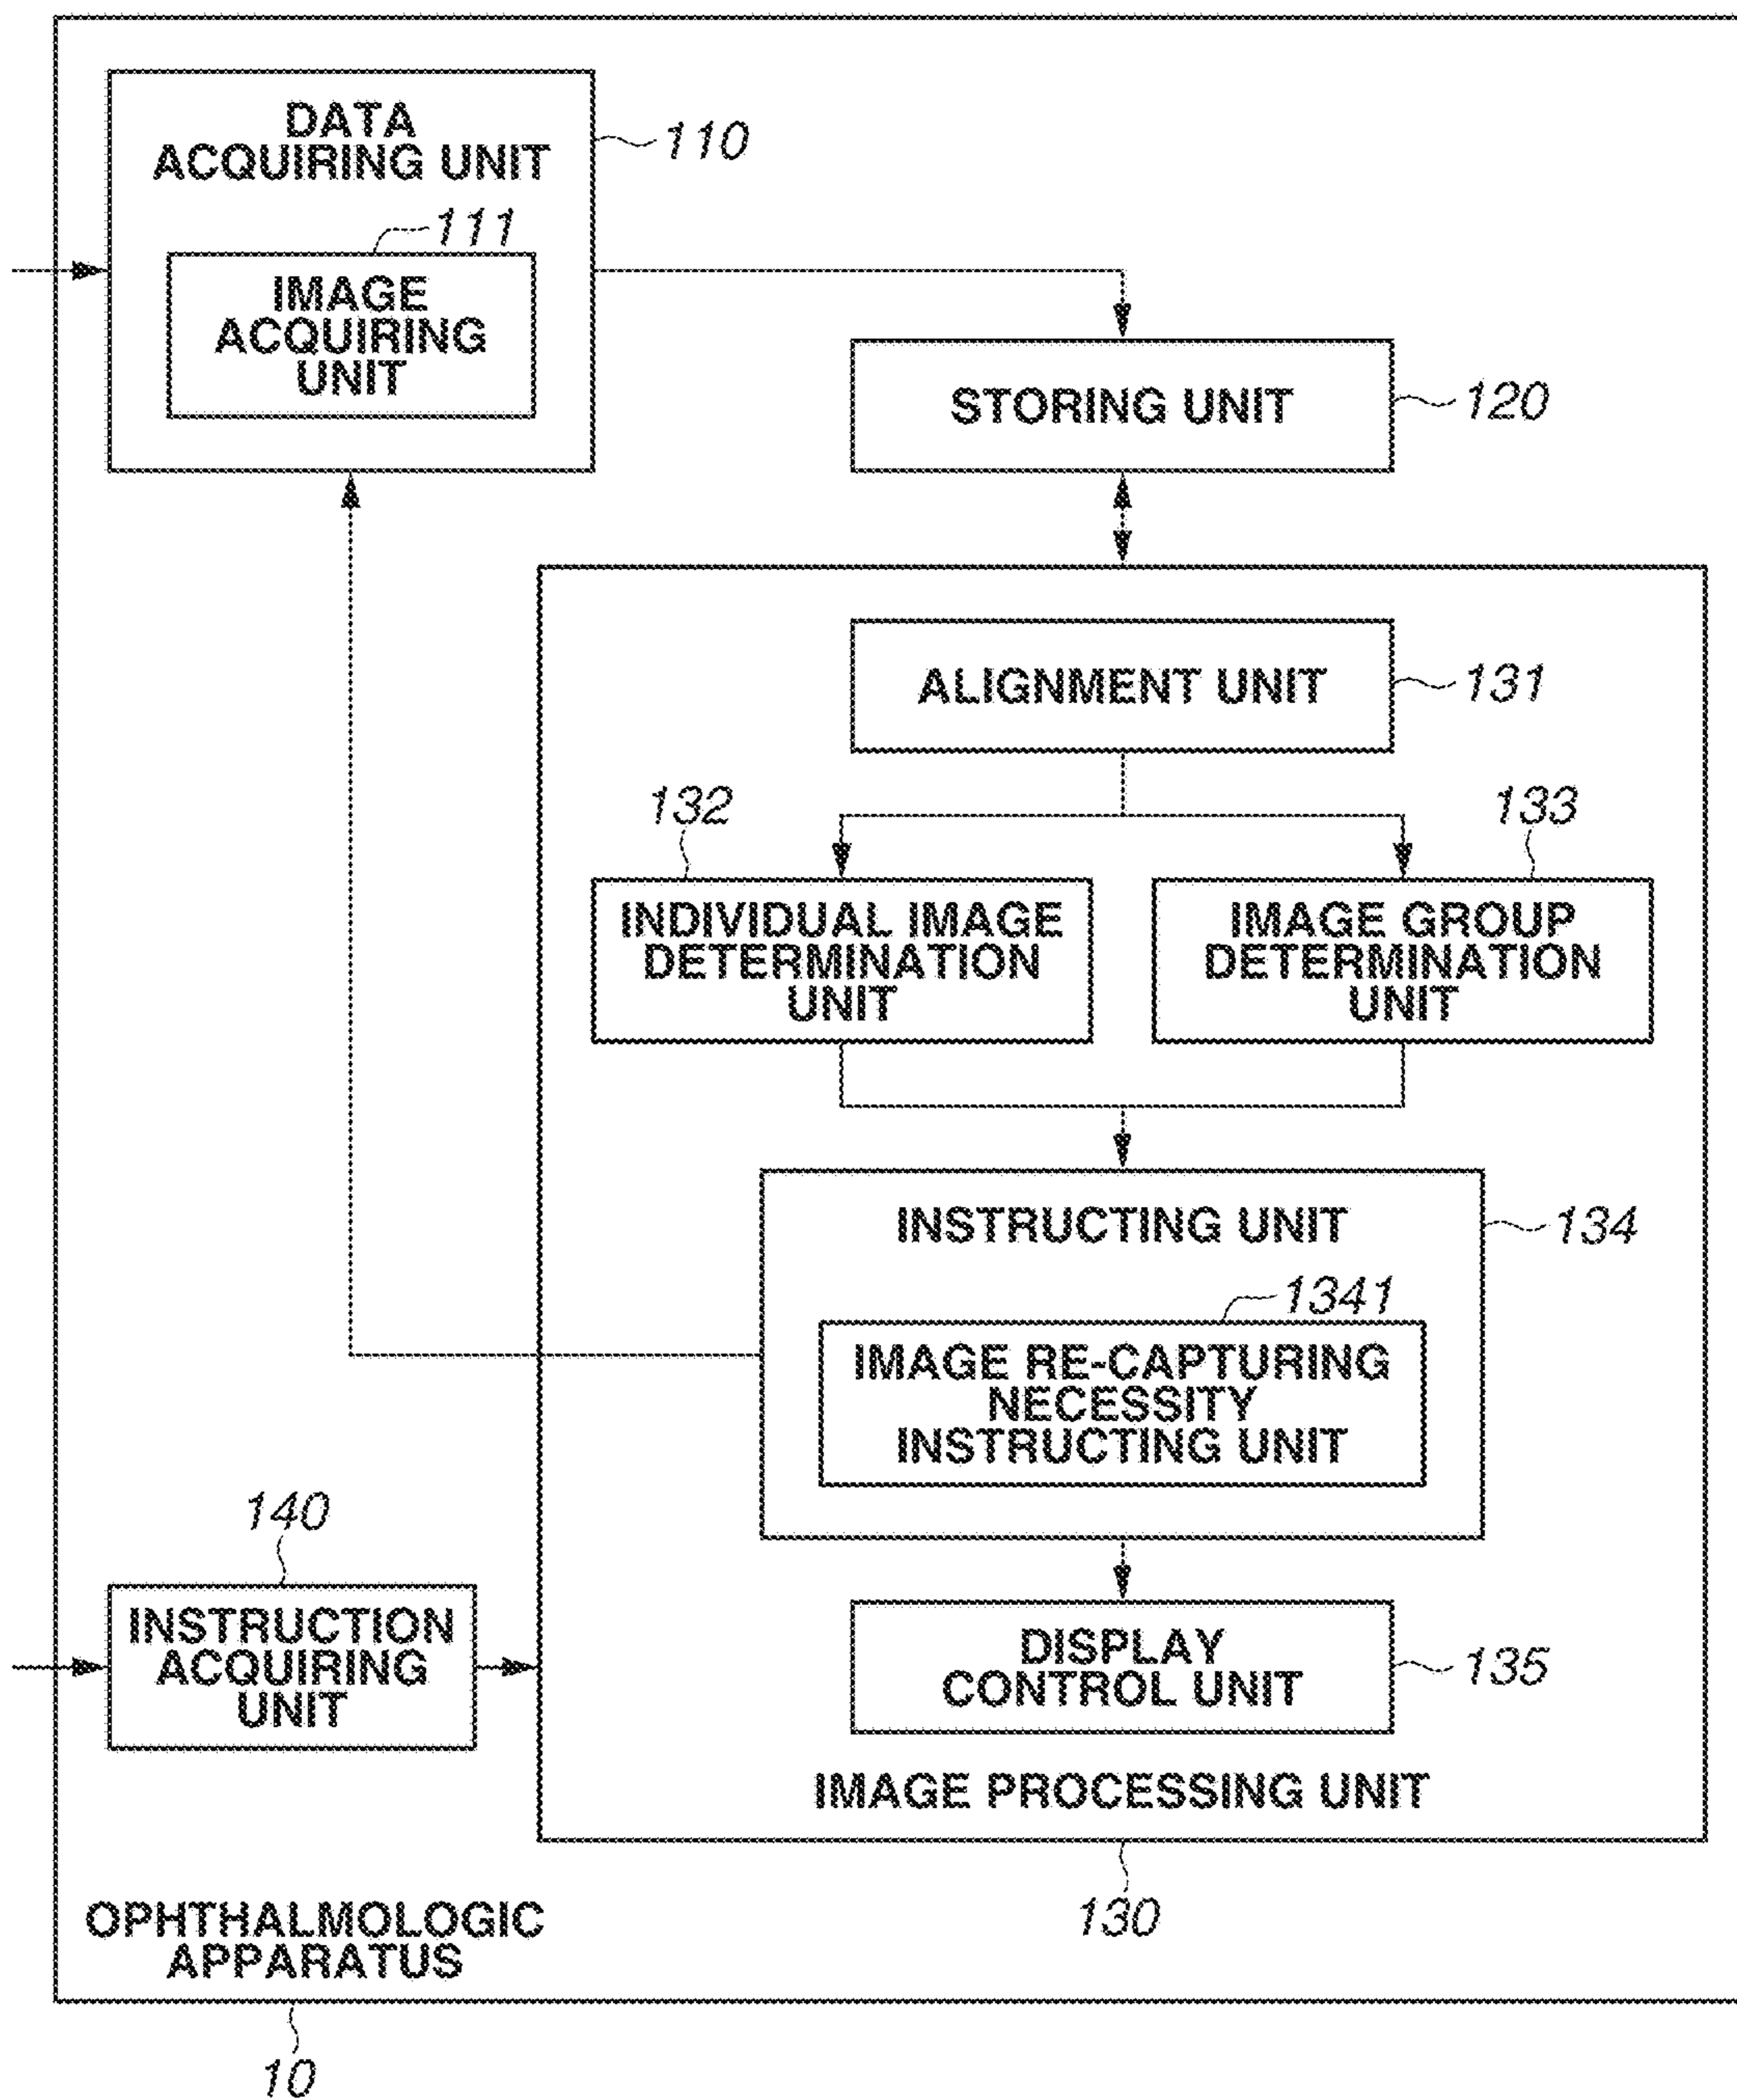 DATA
ACQUIRING UNIT
110
111
IMAGE
ACQUIRING
UNIT
STORING UNIT
120
ALIGNMENT UNIT
131
132
133
INDIVIDUAL IMAGE
DETERMINATION
UNIT
IMAGE GROUP
DETERMINATION
UNIT
INSTRUCTING UNIT
134
1341
IMAGE RE-CAPTURING
NECESSITY
INSTRUCTING UNIT
140
INSTRUCTION
ACQUIRING
UNIT
DISPLAY
CONTROL UNIT
135
IMAGE PROCESSING UNIT
130
OPHTHALMOLOGIC
APPARATUS
10